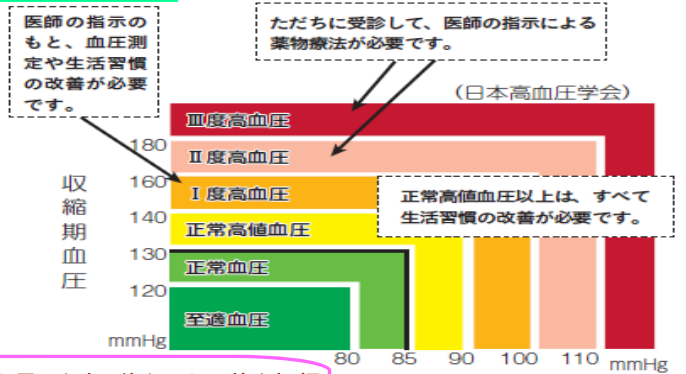 医師の指示の
もと、血圧測
定や生活習慣
の改善が必要
です。
ただちに受診して、医師の指示による
薬物療法が必要です。
（日本高血圧学会）
Ⅲ度高血圧
180
Ⅱ度高血圧
160
Ⅰ度高血圧
正常高値血圧以上は、すべて
生活習慣の改善が必要です。
140
正常高値血圧
130
正常血圧
120
至適血圧
収縮期血圧
mmHg
80 85 90 100 110 mmHg